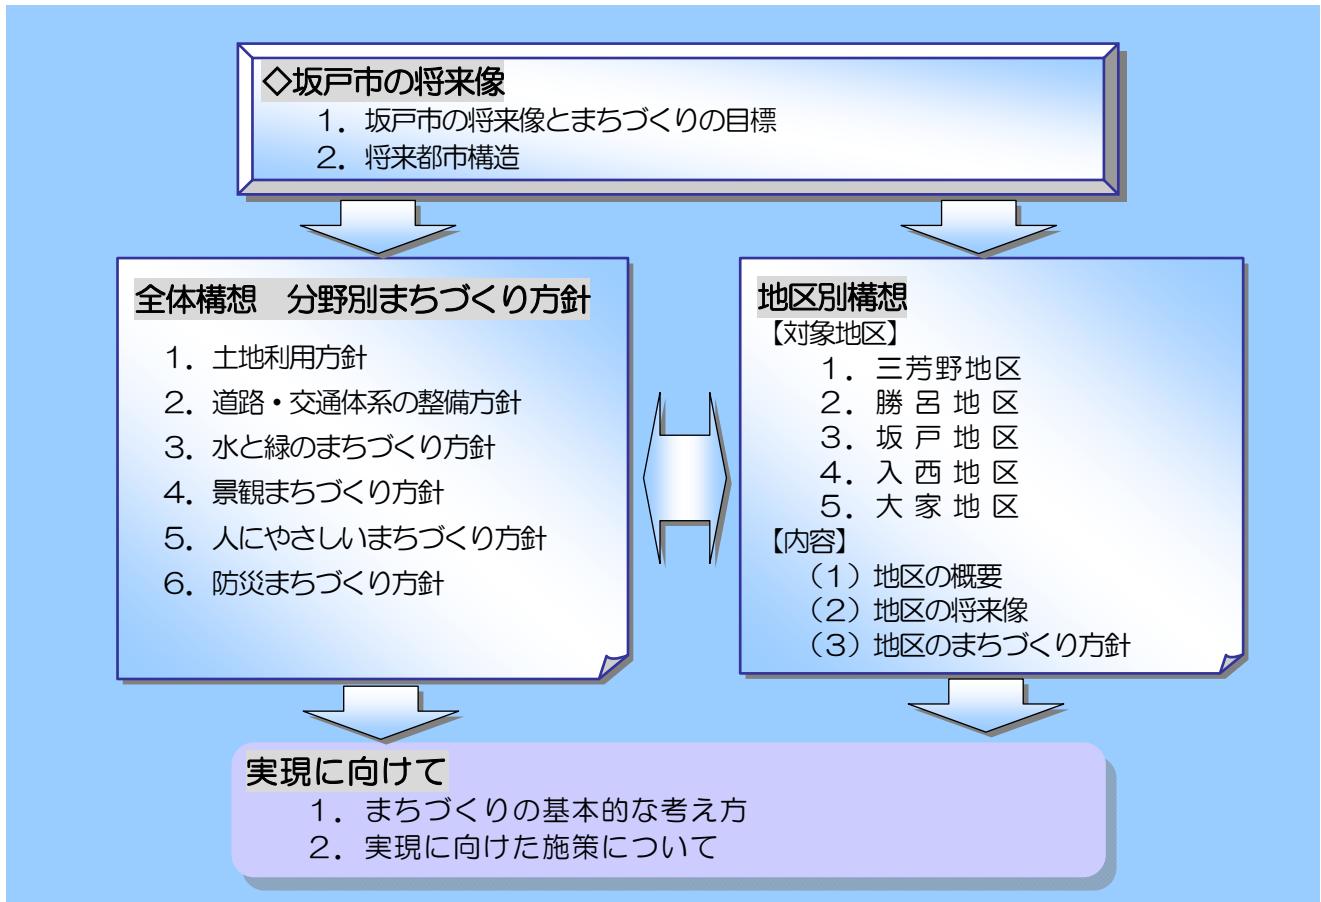 ◇坂戸市の将来像
１．坂戸市の将来像とまちづくりの目標
２．将来都市構造
全体構想　分野別まちづくり方針
１．土地利用方針
２．道路・交通体系の整備方針
３．水と緑のまちづくり方針
４．景観まちづくり方針
５．人にやさしいまちづくり方針
６．防災まちづくり方針
地区別構想
【対象地区】
１．三芳野地区
２．勝 呂 地 区
３．坂 戸 地 区
４．入 西 地 区
５．大 家 地 区
【内容】
（１）地区の概要
（２）地区の将来像
（３）地区のまちづくり方針
実現に向けて
１．まちづくりの基本的な考え方
２．実現に向けた施策について